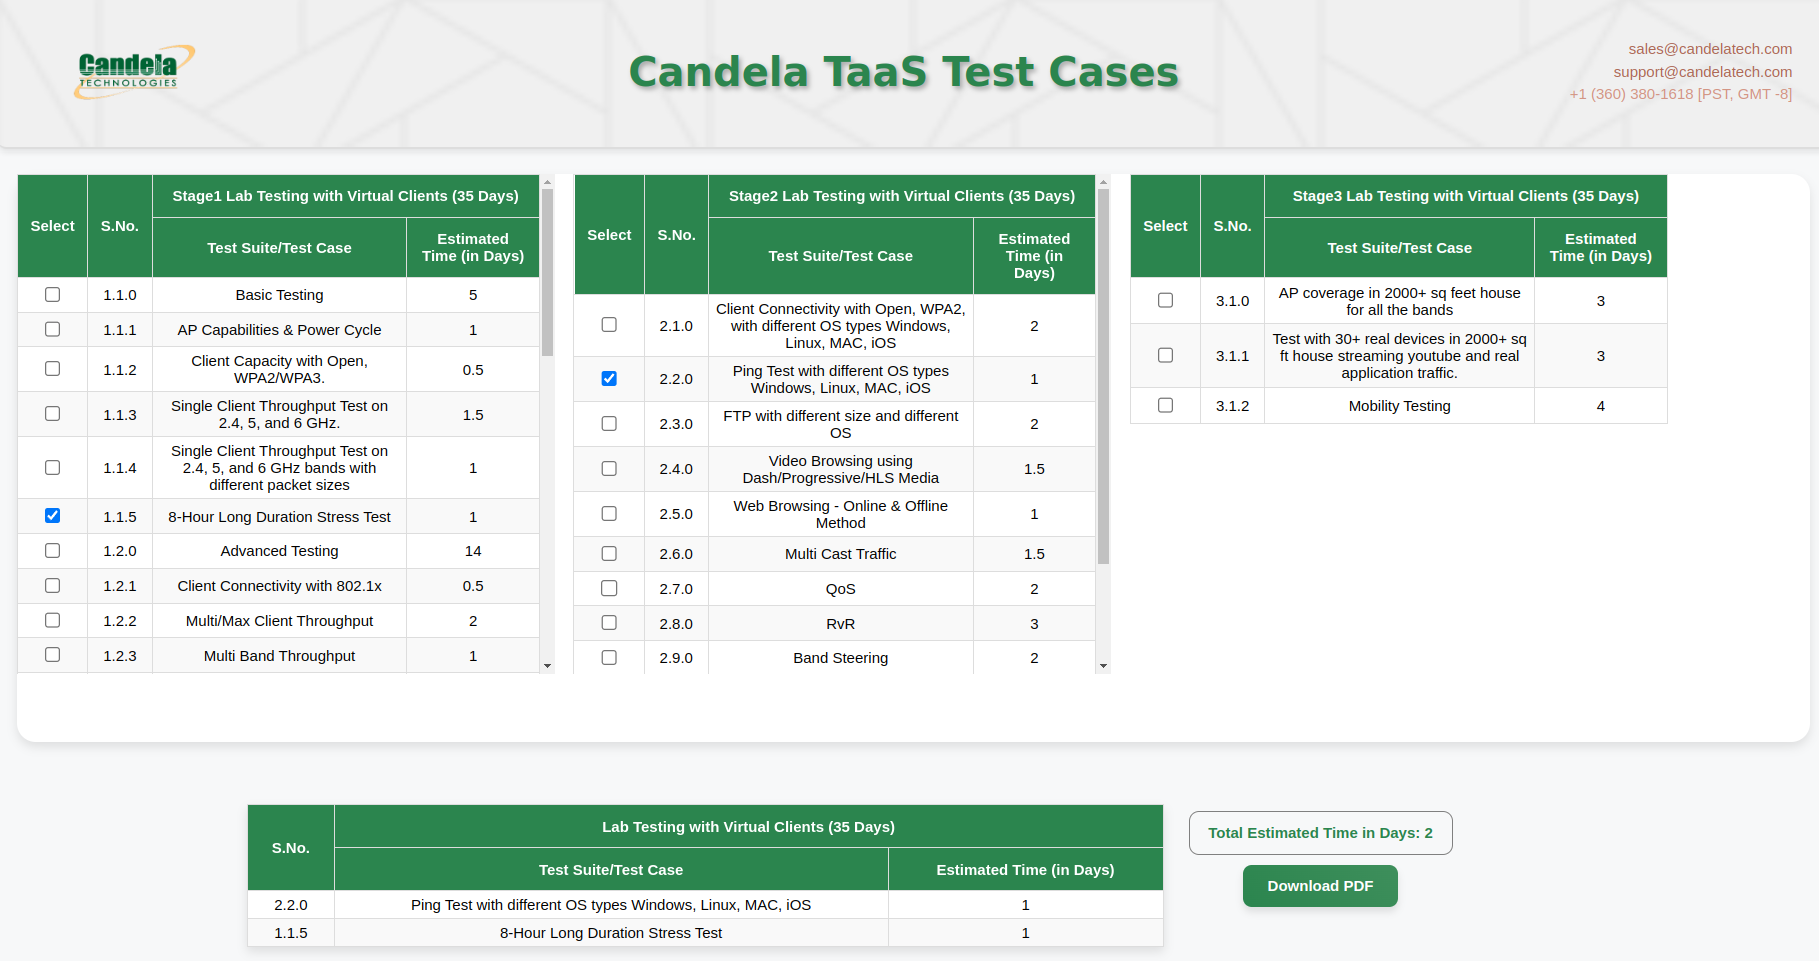 Candela
TECHNOLOGIES
Candela TaaS Test Cases
sales@candelatech.com
support@candelatech.com
+1 (360) 380-1618 [PST, GMT -8]
Select
S.No.
Stage1 Lab Testing with Virtual Clients (35 Days)
Test Suite/Test Case
Estimated
Time (in Days)
1.1.0 Basic Testing 5
1.1.1 AP Capabilities & Power Cycle 1
1.1.2 Client Capacity with Open,
WPA2/WPA3. 0.5
1.1.3 Single Client Throughput Test on
2.4, 5, and 6 GHz. 1.5
1.1.4 Single Client Throughput Test on
2.4, 5, and 6 GHz bands with
different packet sizes 1
1.1.5 8-Hour Long Duration Stress Test 1
1.2.0 Advanced Testing 14
1.2.1 Client Connectivity with 802.1x 0.5
1.2.2 Multi/Max Client Throughput 2
1.2.3 Multi Band Throughput 1
Select
S.No.
Stage2 Lab Testing with Virtual Clients (35 Days)
Test Suite/Test Case
Estimated
Time (in
Days)
2.1.0 Client Connectivity with Open, WPA2,
with different OS types Windows,
Linux, MAC, iOS 2
2.2.0 Ping Test with different OS types
Windows, Linux, MAC, iOS 1
2.3.0 FTP with different size and different
OS 2
2.4.0 Video Browsing using
Dash/Progressive/HLS Media 1.5
2.5.0 Web Browsing - Online & Offline
Method 1
2.6.0 Multi Cast Traffic 1.5
2.7.0 QoS 2
2.8.0 RvR 3
2.9.0 Band Steering 2
Select
S.No.
Stage3 Lab Testing with Virtual Clients (35 Days)
Test Suite/Test Case
Estimated
Time (in Days)
3.1.0 AP coverage in 2000+ sq feet house
for all the bands 3
3.1.1 Test with 30+ real devices in 2000+ sq
ft house streaming youtube and real
application traffic. 3
3.1.2 Mobility Testing 4
S.No.
Lab Testing with Virtual Clients (35 Days)
Test Suite/Test Case Estimated Time (in Days)
2.2.0 Ping Test with different OS types Windows, Linux, MAC, iOS 1
1.1.5 8-Hour Long Duration Stress Test 1
Total Estimated Time in Days: 2
Download PDF